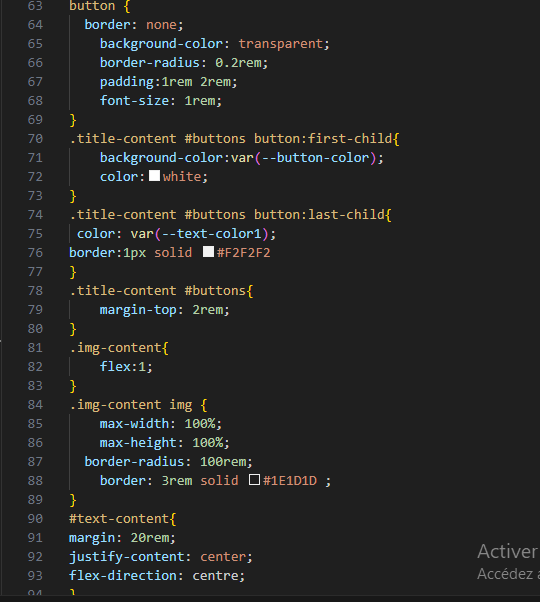 63 button {
64 border: none;
65 background-color: transparent;
66 border-radius: 0.2rem;
67 padding:1rem 2rem;
68 font-size: 1rem;
69 }
70 .title-content #buttons button:first-child{
71 background-color:var(--button-color);
72 color: white;
73 }
74 .title-content #buttons button:last-child{
75 color: var(--text-color1);
76 border:1px solid #F2F2F2
77 }
78 .title-content #buttons{
79 margin-top: 2rem;
80 }
81 .img-content{
82 flex:1;
83 }
84 .img-content img {
85 max-width: 100%;
86 max-height: 100%;
87 border-radius: 100rem;
88 border: 3rem solid #1E1D1D ;
89 }
90 #text-content{
91 margin: 20rem;
92 justify-content: center;
93 flex-direction: centre;
94 }
Activer
Accédez a